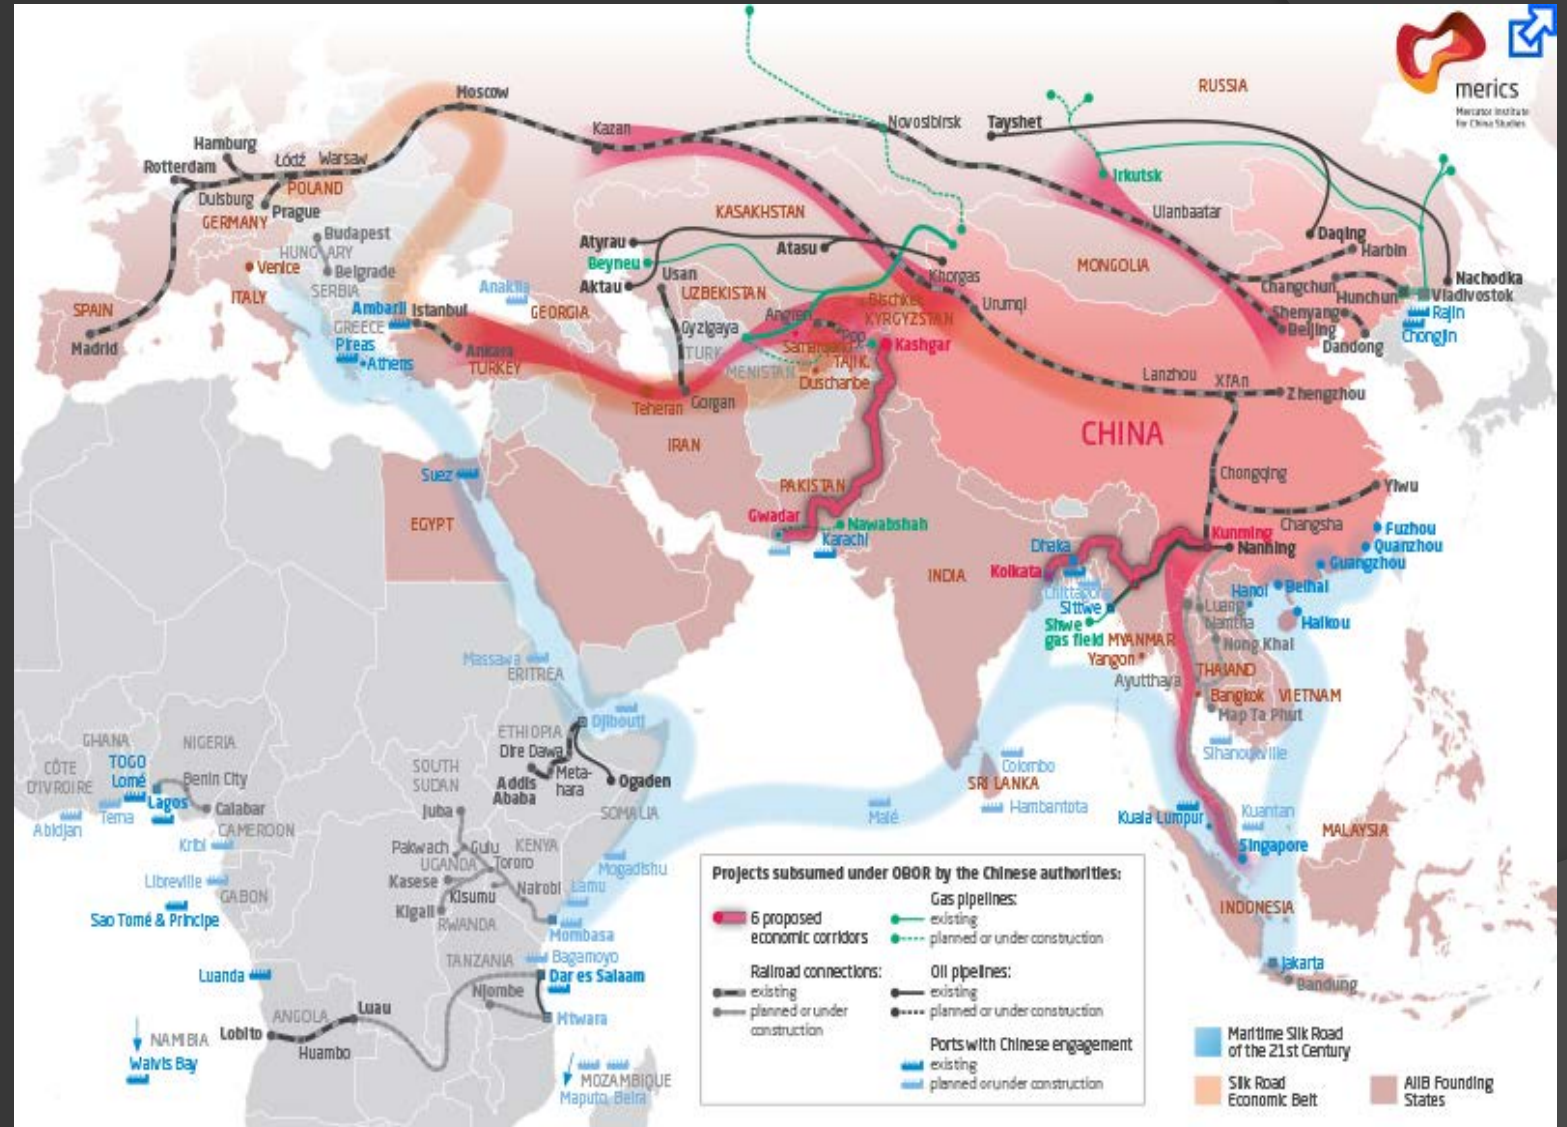 merics
Mercator Institute
for China Studies
RUSSIA
Moscow
Kazan
Novosibirsk
Tayshet
Hamburg
Łódź
Warsaw
Rotterdam
POLAND
Duisburg
Prague
GERMANY
Irkutsk
Ulanbaatar
KASAKHSTAN
Budapest
HUNGARY
Belgrade
SERBIA
Venice
ITALY
Atyrau
Beyneu
Aktau
Atasu
Usan
Khorgas
MONGOLIA
Daqing
Harbin
Changchun
Hunchun
Nachodka
Vladivostok
Rajin
Chongjin
Shenyang
Beijing
Dandong
SPAIN
Madrid
Anaklia
GEORGIA
UZBEKISTAN
Bischkek
KYRGYZSTAN
Urumqi
Ambarli
Istanbul
GREECE
Pireas
Athens
Ankara
TURKEY
Gyzlgaya
Angren
Pop
Samarkand
TURK
MENISTAN
TAJIK.
Duschanbe
Kashgar
Teheran
Gorgan
IRAN
Lanzhou
Xi'An
Zhengzhou
CHINA
Suez
EGYPT
PAKISTAN
Gwadar
Nawabshah
Karachi
Chongqing
Yiwu
Changsha
Fuzhou
Quanzhou
Guangzhou
Kunming
Nanning
Dhaka
Kolkata
INDIA
Chittagong
Sittwe
Shwe
gas field
MYANMAR
Yangon
Hanoi
Beihai
Haikou
Luang
Namtha
Nong Khai
THAILAND
Ayutthaya
Bangkok
VIETNAM
Map Ta Phut
Sihanoukville
Massawa
ERITREA
Djibouti
ETHIOPIA
Dire Dawa
Addis
Ababa
Meta-
hara
Ogaden
SOMALIA
SOUTH
SUDAN
Juba
GHANA
NIGERIA
CÔTE
D'IVROIRE
TOGO
Lomé
Benin City
Lagos
Calabar
Tema
Abidjan
CAMEROON
Kribi
Libreville
GABON
Sao Tomé & Principe
Pakwach
Gulu
KENYA
UGANDA
Tororo
Kasese
Kisumu
Nairobi
Lamu
Mogadishu
Kigali
RWANDA
Mombasa
TANZANIA
Bagamoyo
Dar es Salaam
Njombe
Mtwara
Luanda
ANGOLA
Luau
Lobito
Huambo
NAMIBIA
Walvis Bay
MOZAMBIQUE
Maputo, Beira
Colombo
SRI LANKA
Hambantota
Malé
Kuala Lumpur
Kuantan
MALAYSIA
Singapore
INDONESIA
Jakarta
Bandung
Projects subsumed under OBOR by the Chinese authorities:
6 proposed
economic corridors
Railroad connections:
existing
planned or under
construction
Gas pipelines:
existing
planned or under construction
Oil pipelines:
existing
planned or under construction
Ports with Chinese engagement
existing
planned or under construction
Maritime Silk Road
of the 21st Century
Silk Road
Economic Belt
AIIB Founding
States